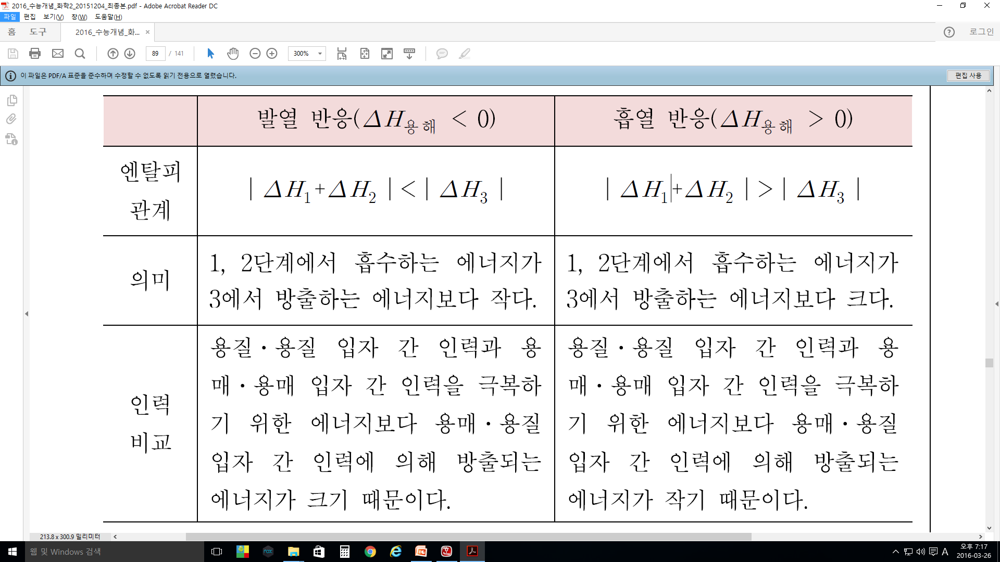 2016_수능개념_화학2_20151204_최종본.pdf - Adobe Acrobat Reader DC
파일 편집 보기(V) 창(W) 도움말(H)
홈 도구 2016_수능개념_화... × 로그인
89 / 141 300%
이 파일은 PDF/A 표준을 준수하며 수정할 수 없도록 읽기 전용으로 열렸습니다. 편집 사용
발열 반응(ΔH용해 < 0) 흡열 반응(ΔH용해 > 0)
엔탈피
관계
| ΔH₁+ΔH₂ |<| ΔH₃ | | ΔH₁+ΔH₂ |>| ΔH₃ |
의미
1, 2단계에서 흡수하는 에너지가
3에서 방출하는 에너지보다 작다.
1, 2단계에서 흡수하는 에너지가
3에서 방출하는 에너지보다 크다.
인력
비교
용질·용질 입자 간 인력과 용
매·용매 입자 간 인력을 극복하
기 위한 에너지보다 용매·용질
입자 간 인력에 의해 방출되는
에너지가 크기 때문이다.
용질·용질 입자 간 인력과 용
매·용매 입자 간 인력을 극복하
기 위한 에너지보다 용매·용질
입자 간 인력에 의해 방출되는
에너지가 작기 때문이다.
213.8 x 300.9 밀리미터
웹 및 Windows 검색
nox
A
오후 7:17
2016-03-26